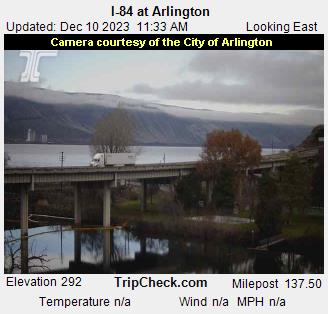 I-84 at Arlington
Updated: Dec 10 2023 11:33 AM Looking East
Camera courtesy of the City of Arlington
Elevation 292 TripCheck.com Milepost 137.50
Temperature n/a Wind n/a MPH n/a